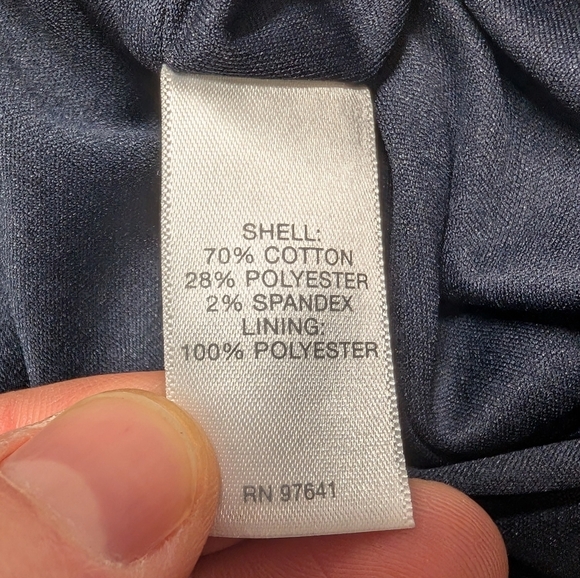 SHELL:
70% COTTON
28% POLYESTER
2% SPANDEX
LINING:
100% POLYESTER
RN 97641